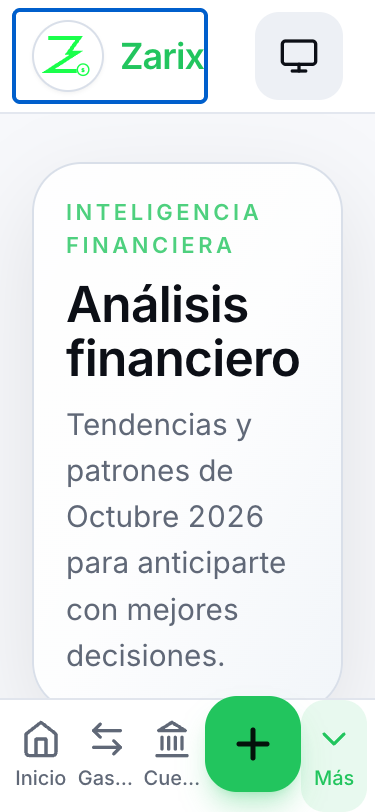 Zarix
INTELIGENCIA
FINANCIERA
Análisis
financiero
Tendencias y
patrones de
Octubre 2026
para anticiparte
con mejores
decisiones.
Inicio Gas... Cue... Más